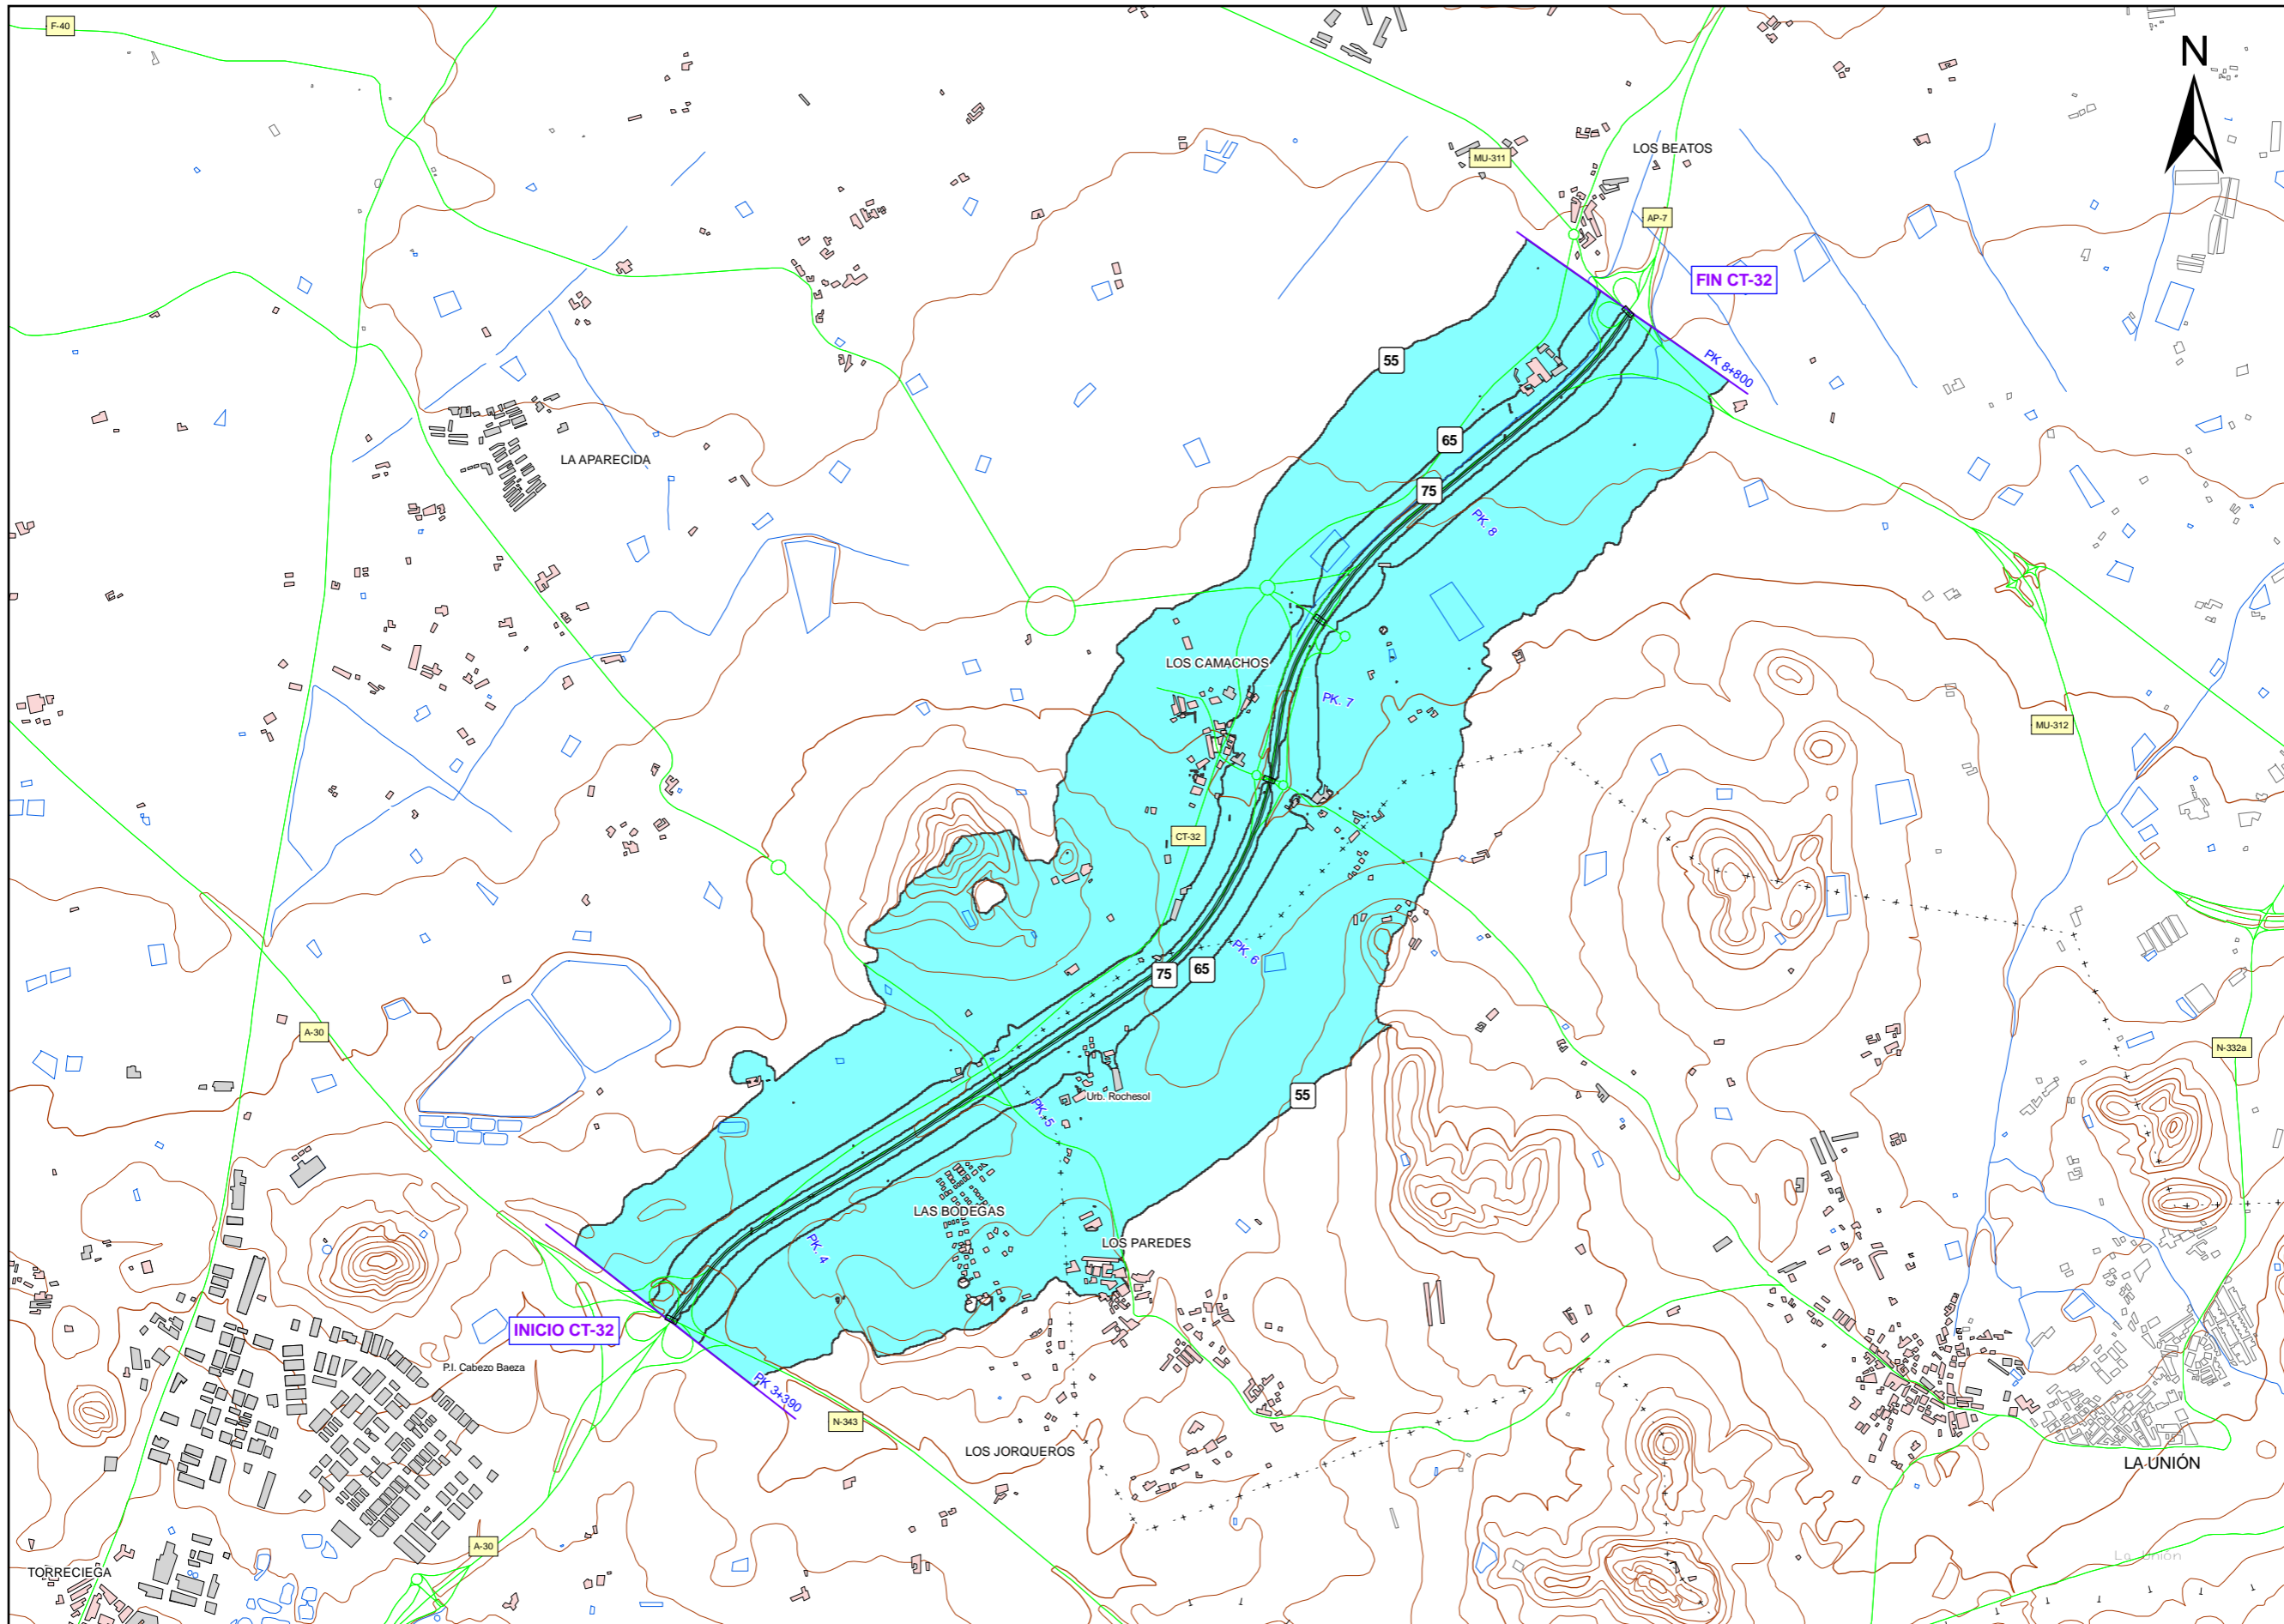 F-40
N
LOS BEATOS
MU-311
AP-7
FIN CT-32
55
PK 8+800
65
LA APARECIDA
75
PK. 8
LOS CAMACHOS
PK. 7
MU-312
CT-32
PK. 6
75
65
A-30
N-332a
55
Urb. Rochesol
PK. 5
LAS BODEGAS
LOS PAREDES
PK. 4
INICIO CT-32
P.I. Cabezo Baeza
PK 3+390
N-343
LOS JORQUEROS
LA UNIÓN
A-30
La Unión
TORRECIEGA